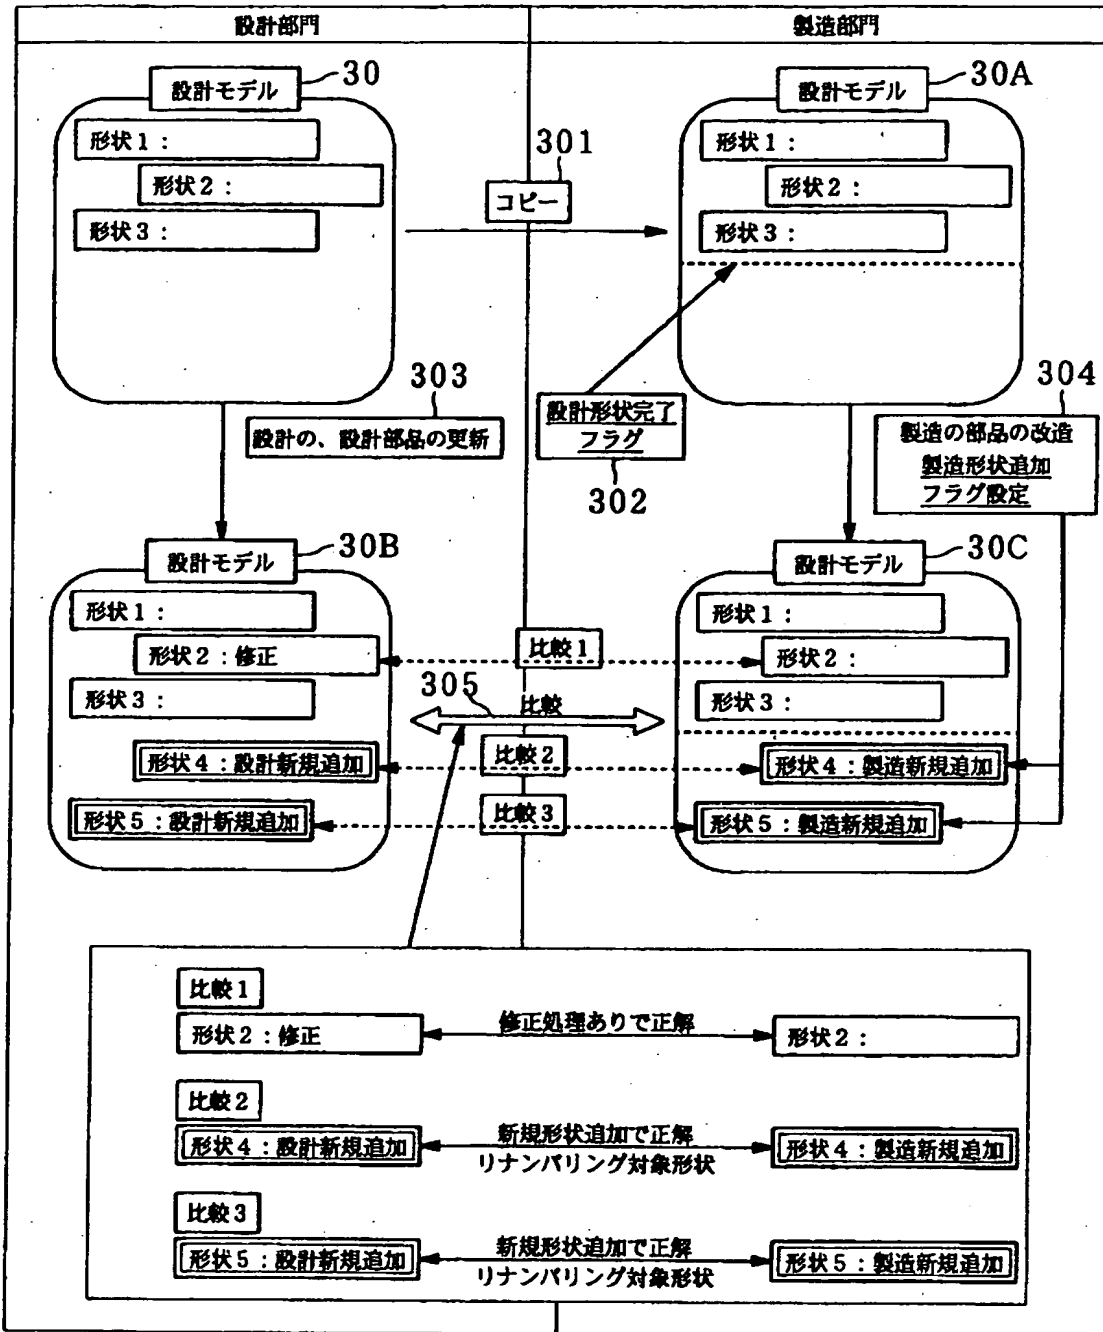 設計部門
製造部門
設計モデル
30
形状1:
形状2:
形状3:
301
コピー
設計モデル
30A
形状1:
形状2:
形状3:
303
設計の、設計部品の更新
設計形状完了
フラグ
302
304
製造の部品の改造
製造形状追加
フラグ設定
設計モデル
30B
形状1:
形状2:修正
形状3:
形状4:設計新規追加
形状5:設計新規追加
比較1
305
比較
比較2
比較3
設計モデル
30C
形状1:
形状2:
形状3:
形状4:製造新規追加
形状5:製造新規追加
比較1
形状2:修正
修正処理ありで正解
形状2:
比較2
形状4:設計新規追加
新規形状追加で正解
リナンバリング対象形状
形状4:製造新規追加
比較3
形状5:設計新規追加
新規形状追加で正解
リナンバリング対象形状
形状5:製造新規追加